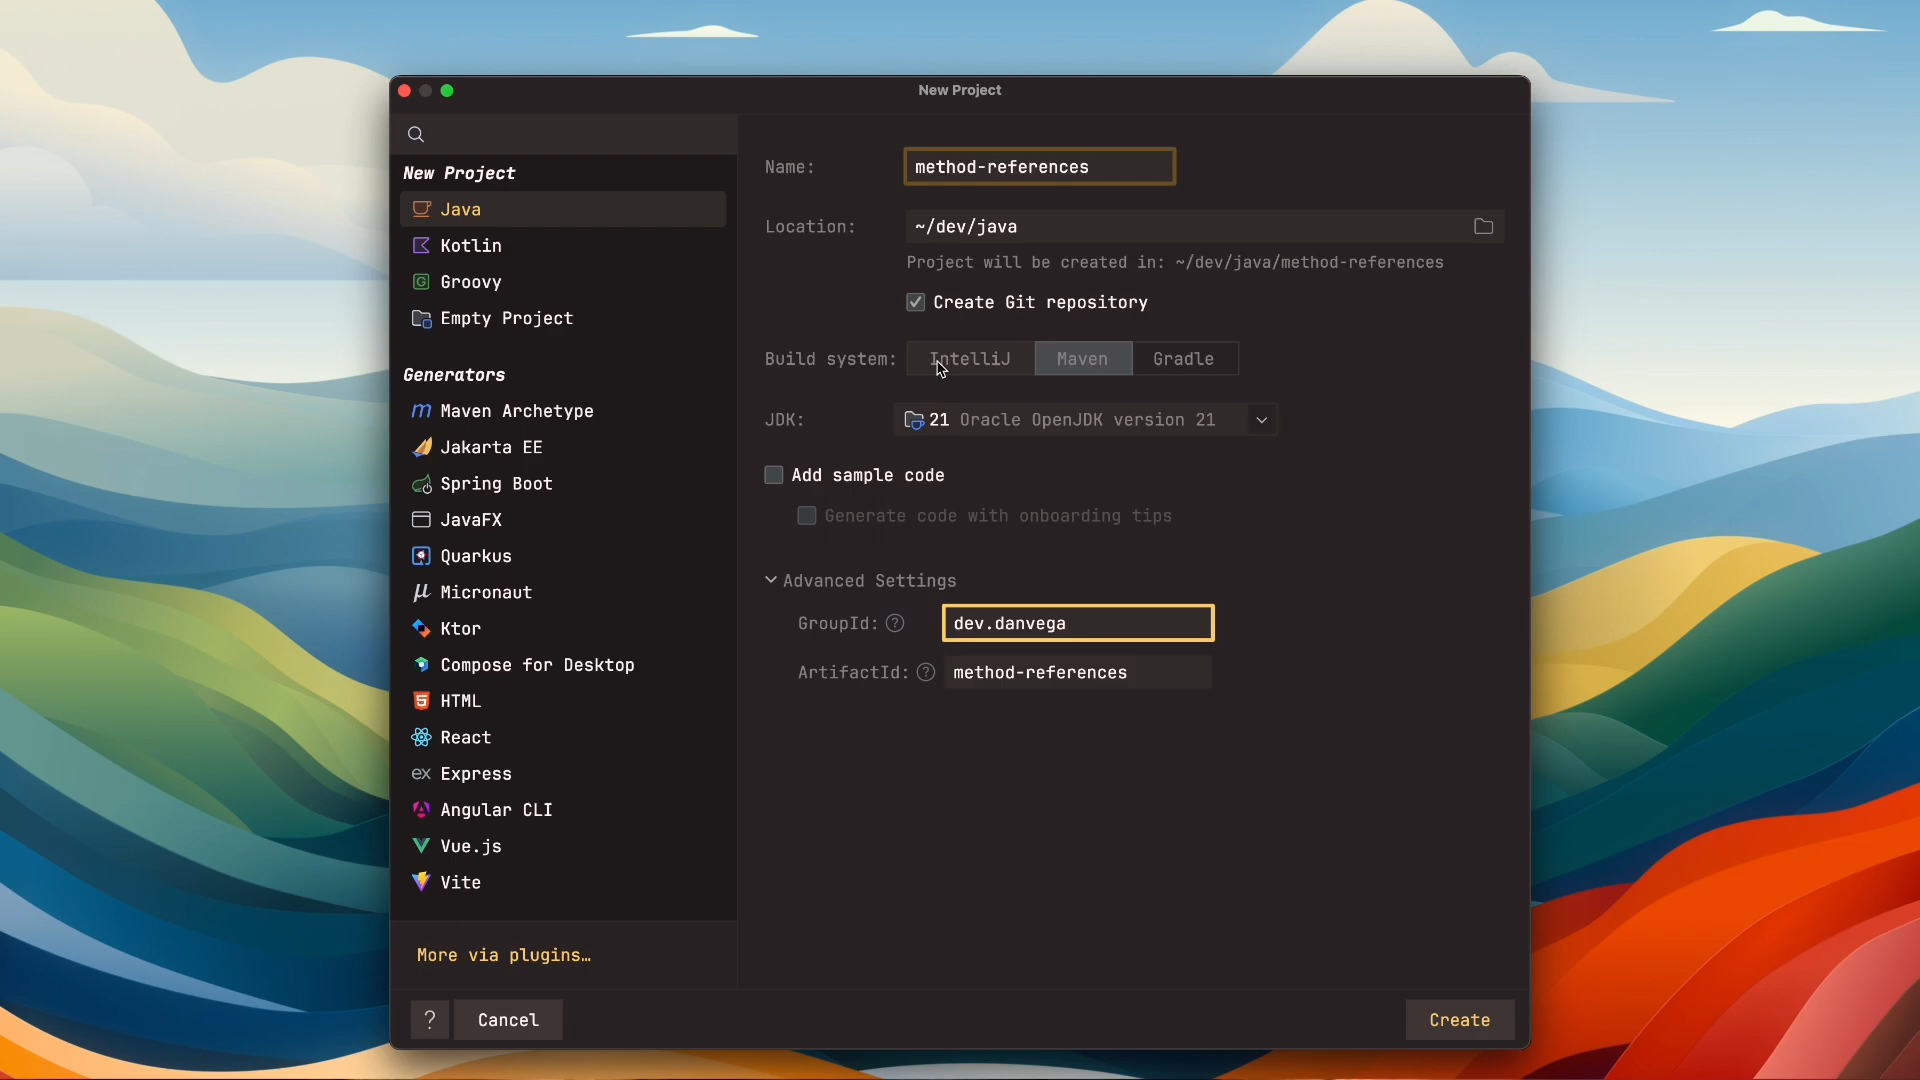 New Project
New Project
Java
Kotlin
Groovy
Empty Project
Generators
Maven Archetype
Jakarta EE
Spring Boot
JavaFX
Quarkus
Micronaut
Ktor
Compose for Desktop
HTML
React
Express
Angular CLI
Vue.js
Vite
More via plugins…
Name: method-references
Location: ~/dev/java
Project will be created in: ~/dev/java/method-references
Create Git repository
Build system: IntelliJ Maven Gradle
JDK: 21 Oracle OpenJDK version 21
Add sample code
Generate code with onboarding tips
Advanced Settings
GroupId: ? dev.danvega
ArtifactId: ? method-references
? Cancel Create